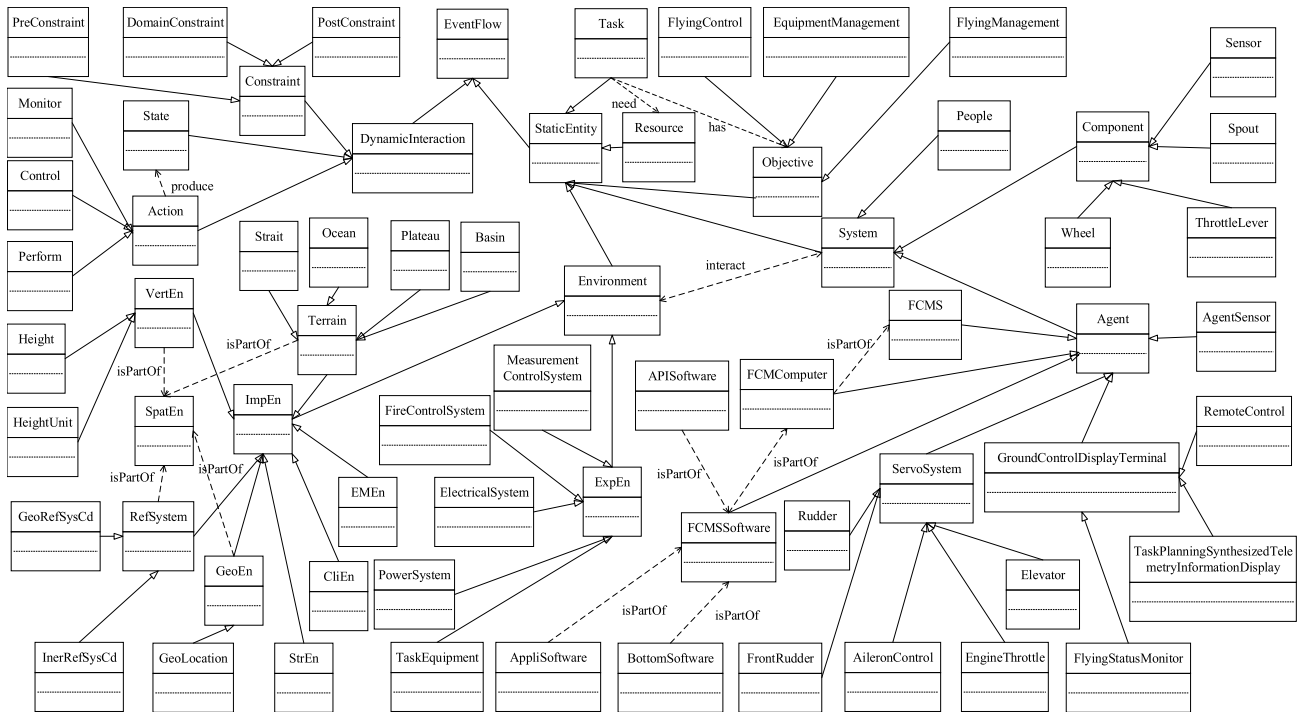 PreConstraint
DomainConstraint
PostConstraint
EventFlow
Task
FlyingControl
EquipmentManagement
FlyingManagement
Sensor
Constraint
Monitor
State
DynamicInteraction
need
has
StaticEntity
Resource
Objective
People
Component
Spout
Control
produce
Action
Strait
Ocean
Plateau
Basin
System
Wheel
ThrottleLever
Perform
interact
VertEn
Environment
FCMS
Height
isPartOf
isPartOf
Terrain
isPartOf
Agent
AgentSensor
Measurement
ControlSystem
APISoftware
FCMComputer
HeightUnit
SpatEn
ImpEn
FireControlSystem
RemoteControl
isPartOf
isPartOf
isPartOf
isPartOf
ServoSystem
GroundControlDisplayTerminal
EMEn
ElectricalSystem
ExpEn
GeoRefSysCd
RefSystem
FCMSSoftware
Rudder
TaskPlanningSynthesizedTele
metryInformationDisplay
GeoEn
CliEn
PowerSystem
Elevator
isPartOf
isPartOf
InerRefSysCd
GeoLocation
StrEn
TaskEquipment
AppliSoftware
BottomSoftware
FrontRudder
AileronControl
EngineThrottle
FlyingStatusMonitor